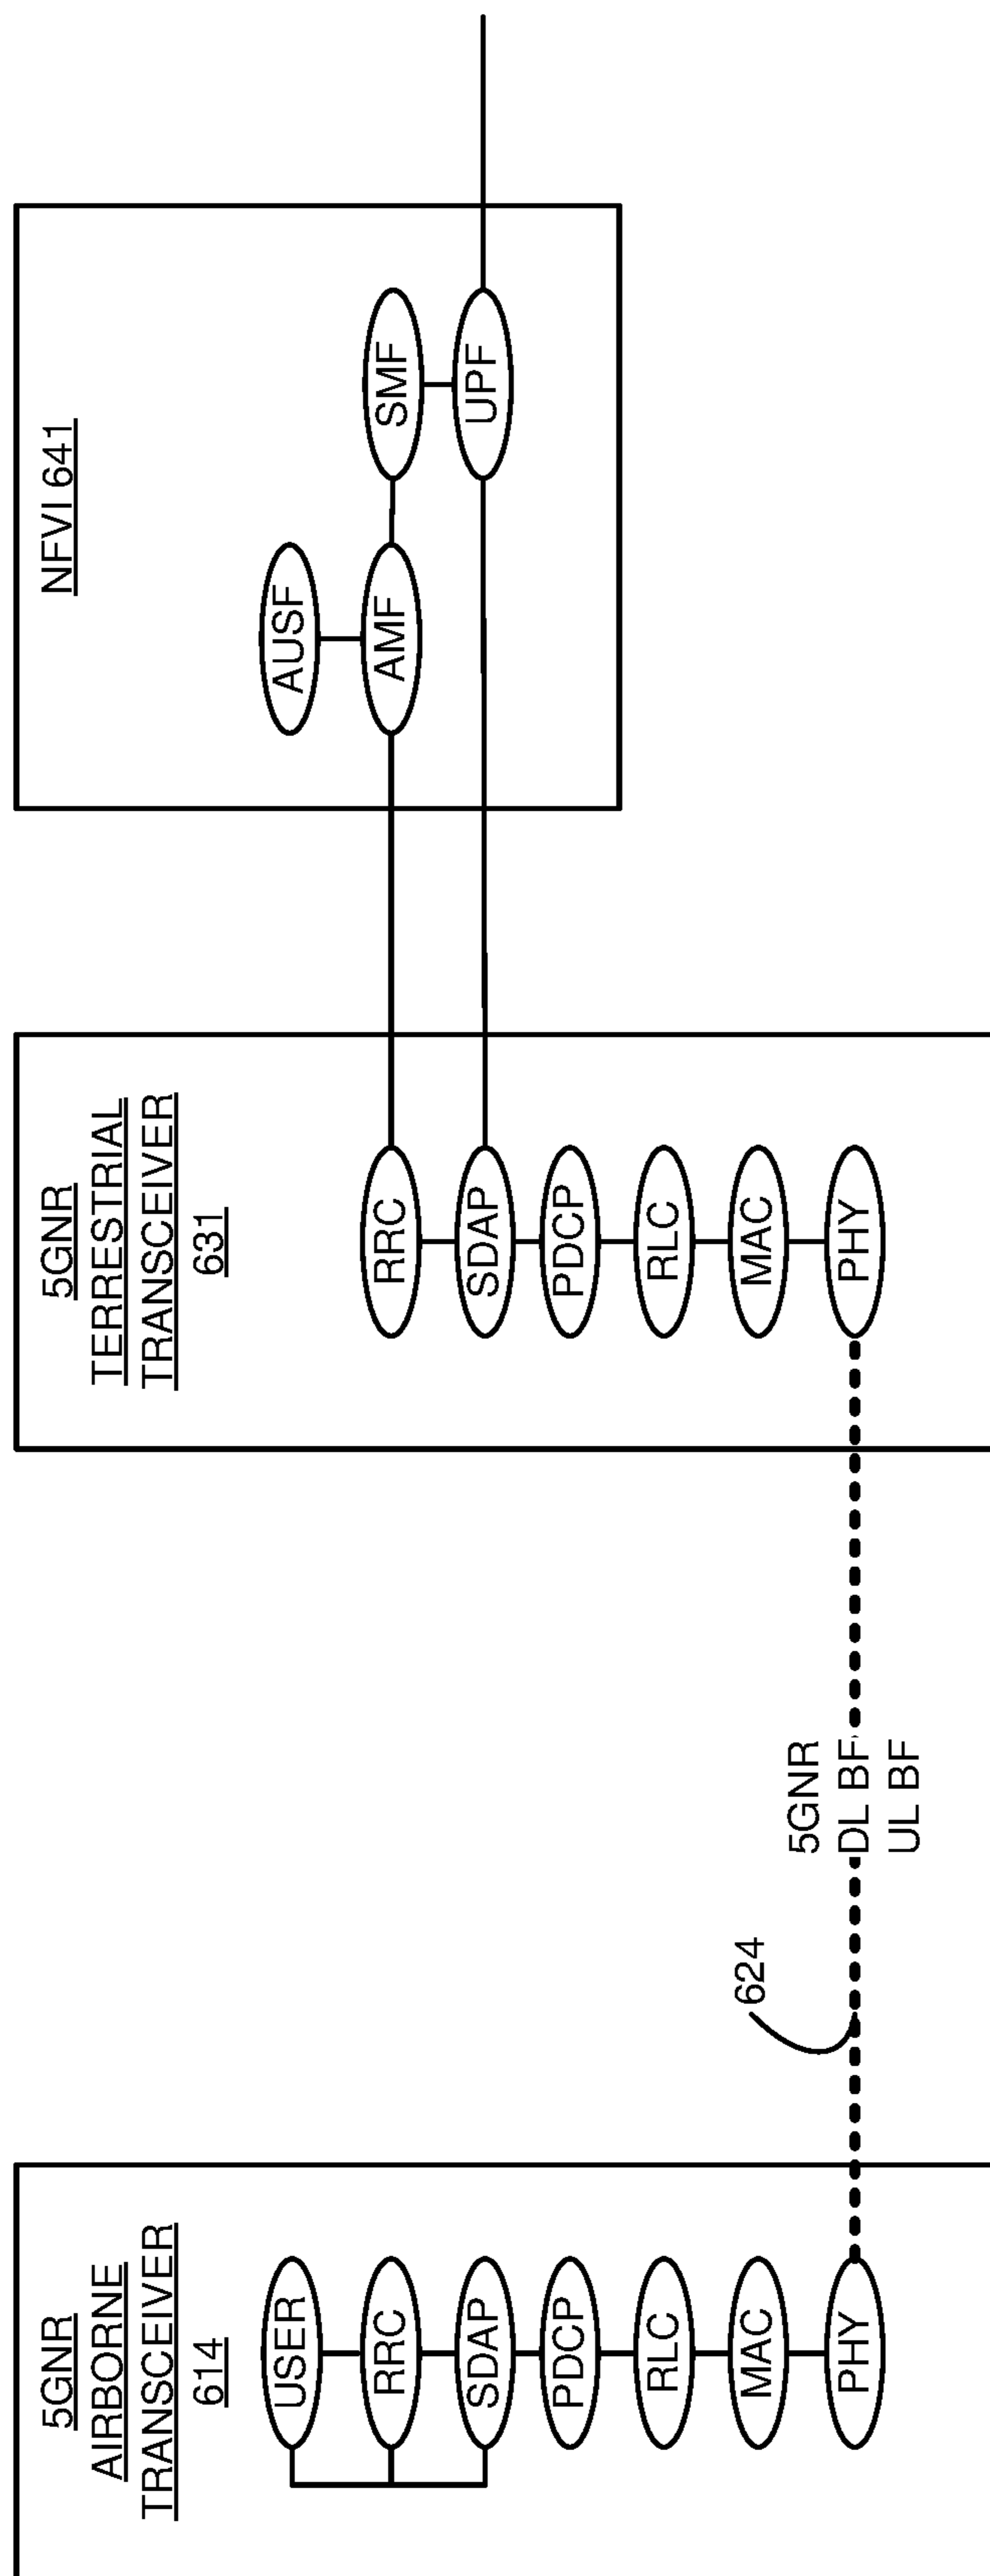 5GNR
AIRBORNE
TRANSCEIVER
614
USER
RRC
SDAP
PDCP
RLC
MAC
PHY
624
5GNR
DL BF
UL BF
5GNR
TERRESTRIAL
TRANSCEIVER
631
RRC
SDAP
PDCP
RLC
MAC
PHY
NFVI 641
AUSF
AMF
SMF
UPF